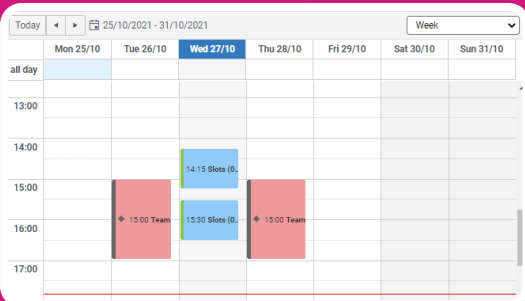 Today 25/10/2021 - 31/10/2021 Week
Mon 25/10 Tue 26/10 Wed 27/10 Thu 28/10 Fri 29/10 Sat 30/10 Sun 31/10
all day
13:00
14:00
14:15 Slots (0..
15:00
15:30 Slots (0..
15:00 Team
15:00 Team
16:00
17:00